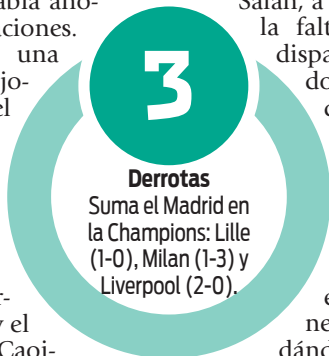 3
Derrotas
Suma el Madrid en
la Champions: Lille
(1-0), Milan (1-3) y
Liverpool (2-0).